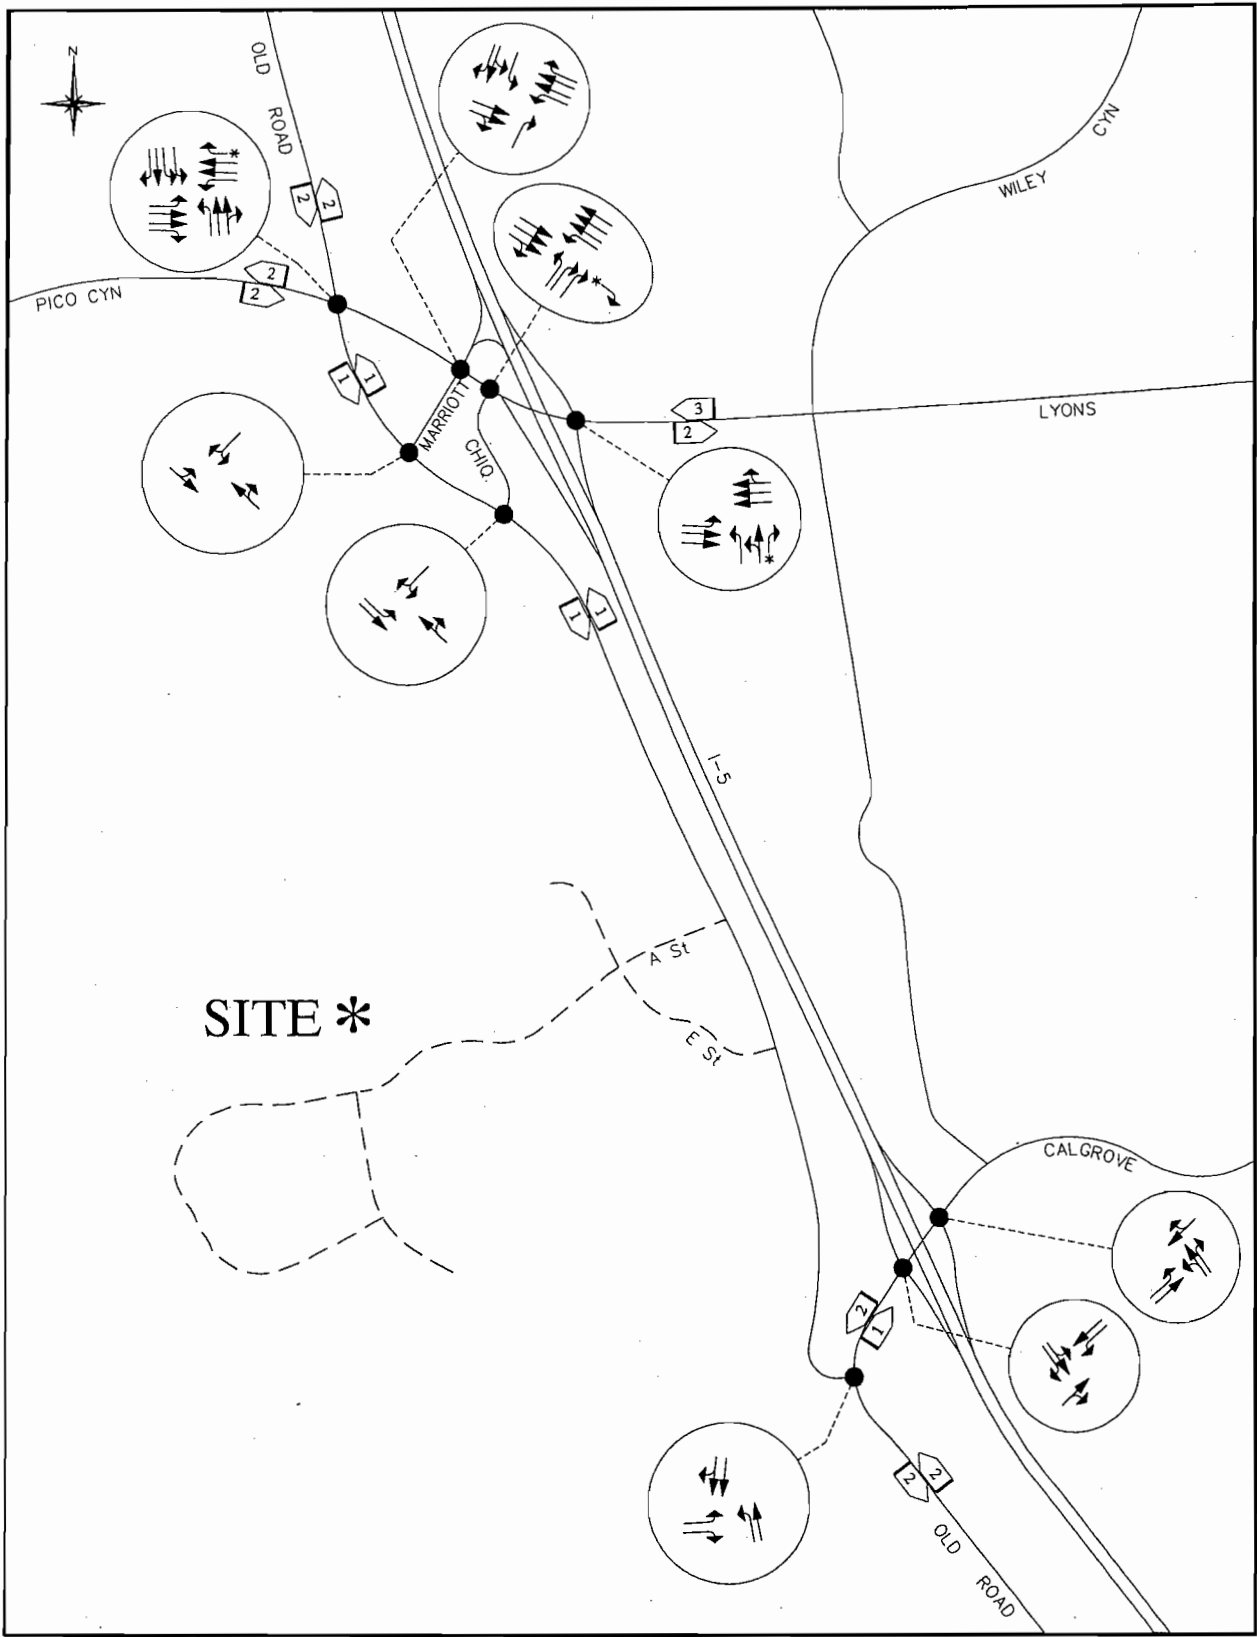 N
OLD
ROAD
CYN
WILEY
*
2
2
2
2
PICO CYN
*
1
1
MARRIOTT
3
2
LYONS
CHIQ.
*
1
1
I-5
A St
SITE *
E St
CALGROVE
2
1
2
2
OLD
ROAD